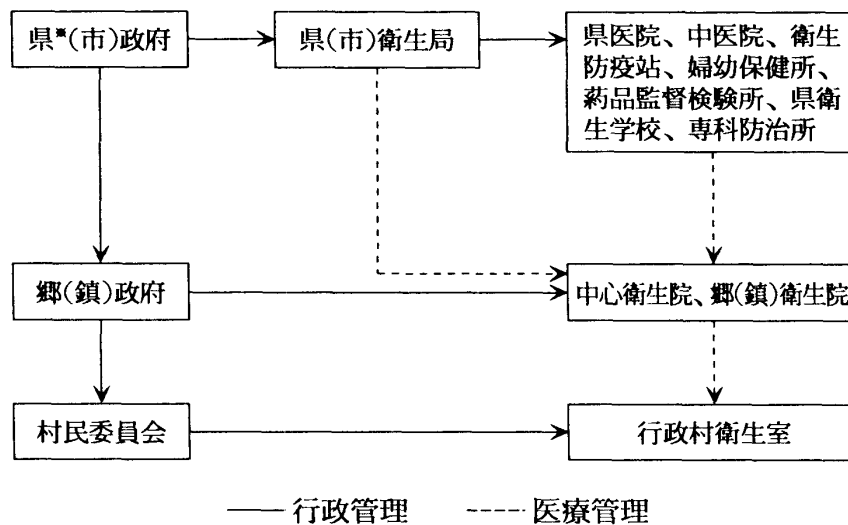 県※(市)政府
県(市)衛生局
県医院、中医院、衛生
防疫站、婦幼保健所、
葯品監督検験所、県衛
生学校、専科防治所
郷(鎮)政府
中心衛生院、郷(鎮)衛生院
村民委員会
行政村衛生室
行政管理
医療管理